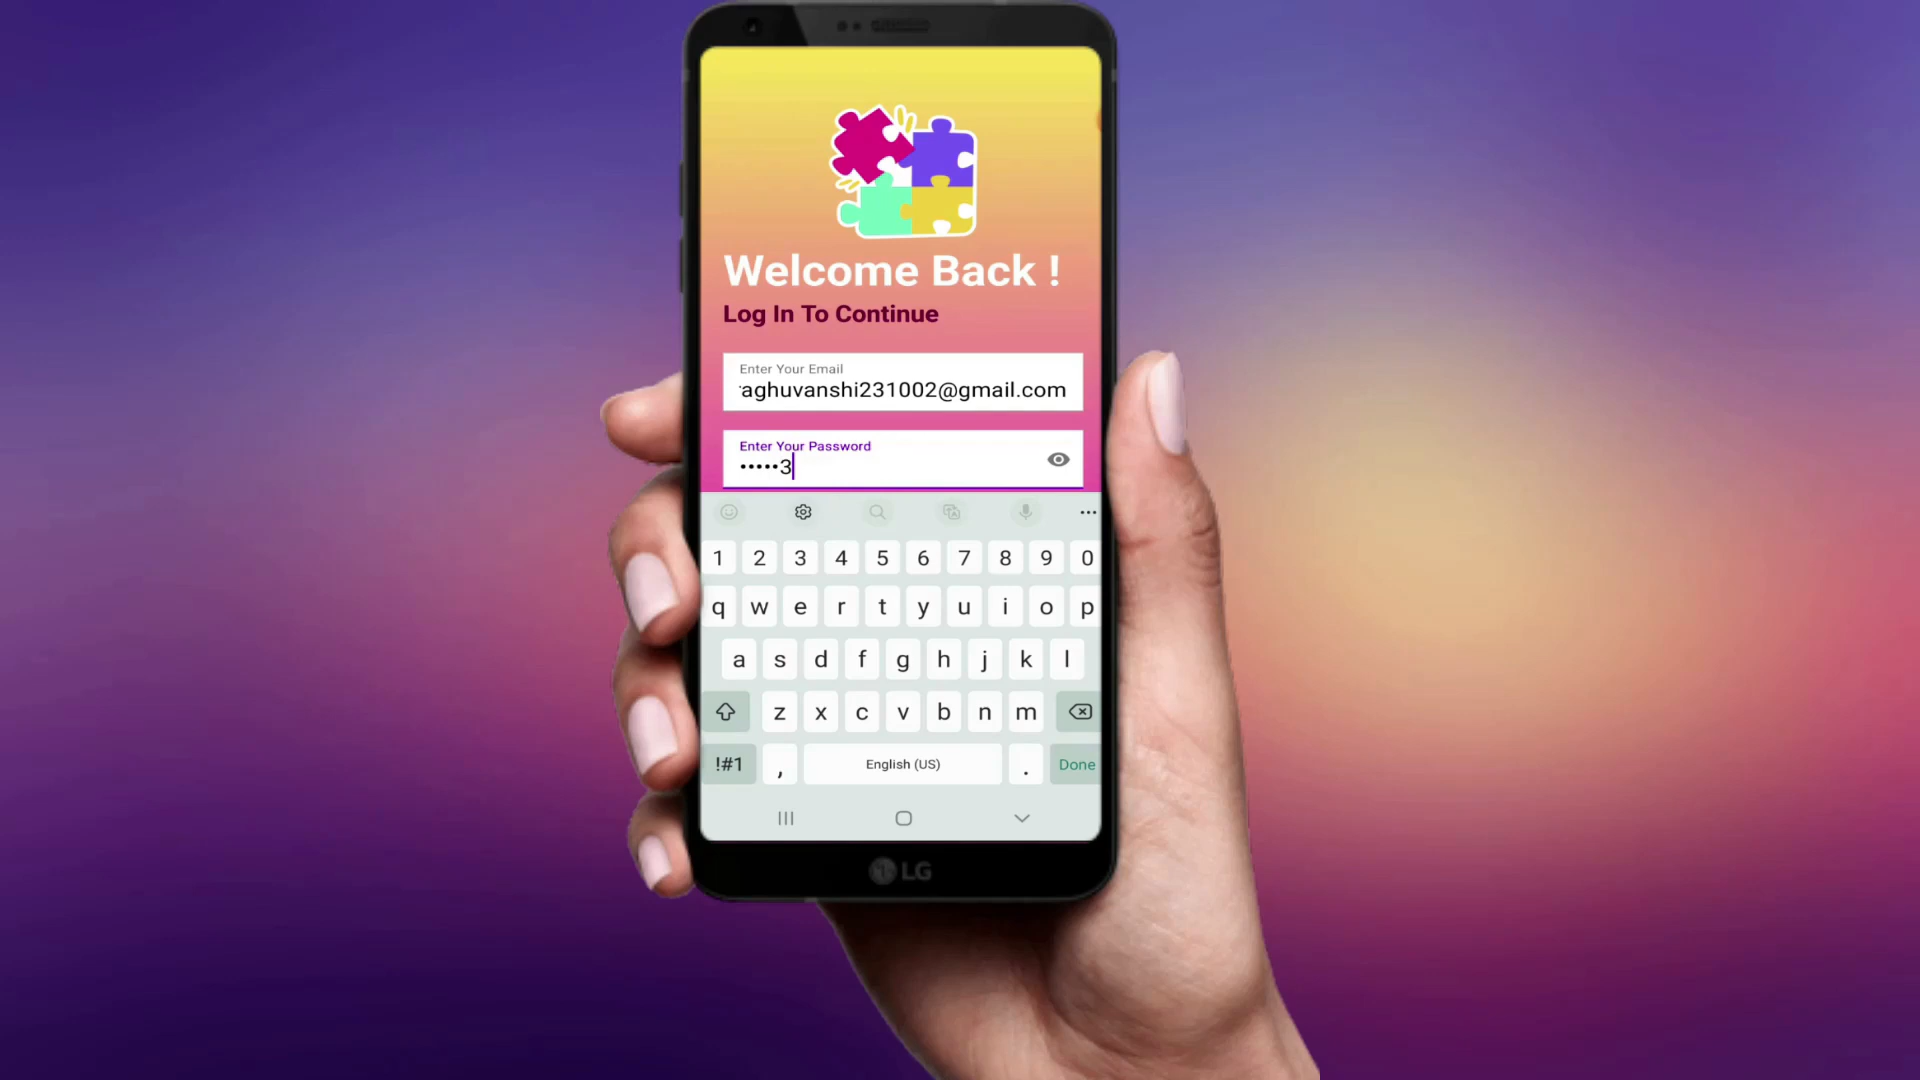 Welcome Back !
Log In To Continue
Enter Your Email
raghuvanshi231002@gmail.com
Enter Your Password
•••••3
1 2 3 4 5 6 7 8 9 0
q w e r t y u i o p
a s d f g h j k l
z x c v b n m
!#1 , English (US) . Done
LG